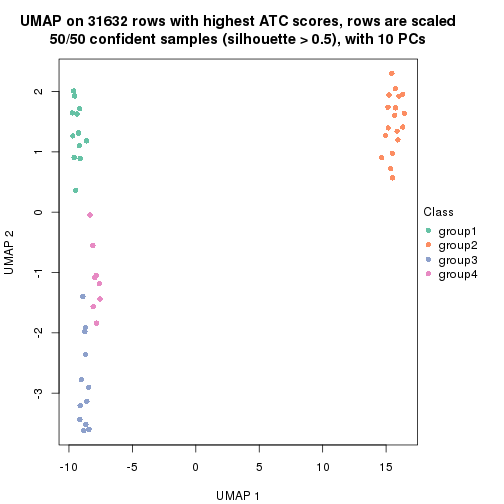 UMAP on 31632 rows with highest ATC scores, rows are scaled
50/50 confident samples (silhouette > 0.5), with 10 PCs
2
1
0
-1
-2
-3
UMAP 2
-10
-5
0
5
10
15
UMAP 1
Class
group1
group2
group3
group4